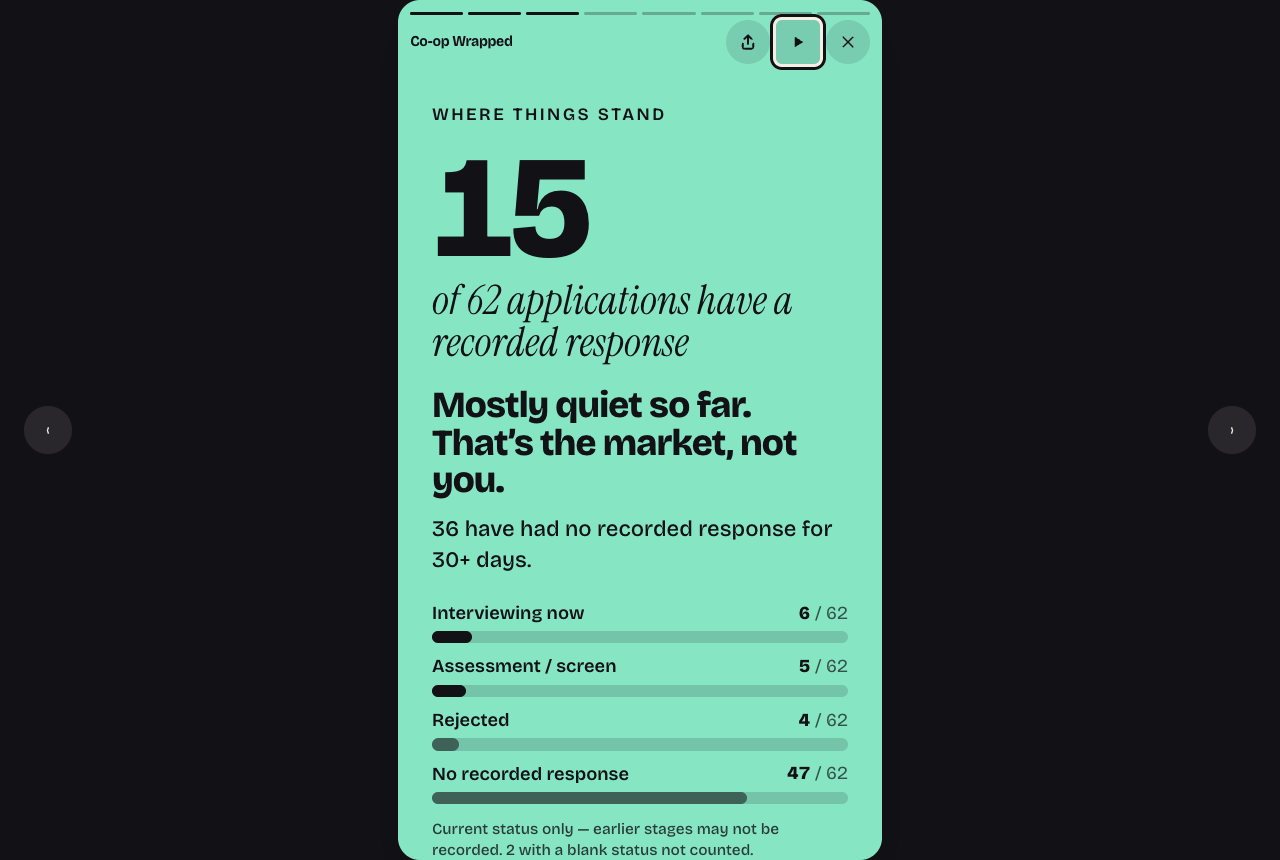 Co-op Wrapped
WHERE THINGS STAND
15
of 62 applications have a
recorded response
Mostly quiet so far.
That’s the market, not
you.
36 have had no recorded response for
30+ days.
Interviewing now 6 / 62
Assessment / screen 5 / 62
Rejected 4 / 62
No recorded response 47 / 62
Current status only — earlier stages may not be
recorded. 2 with a blank status not counted.